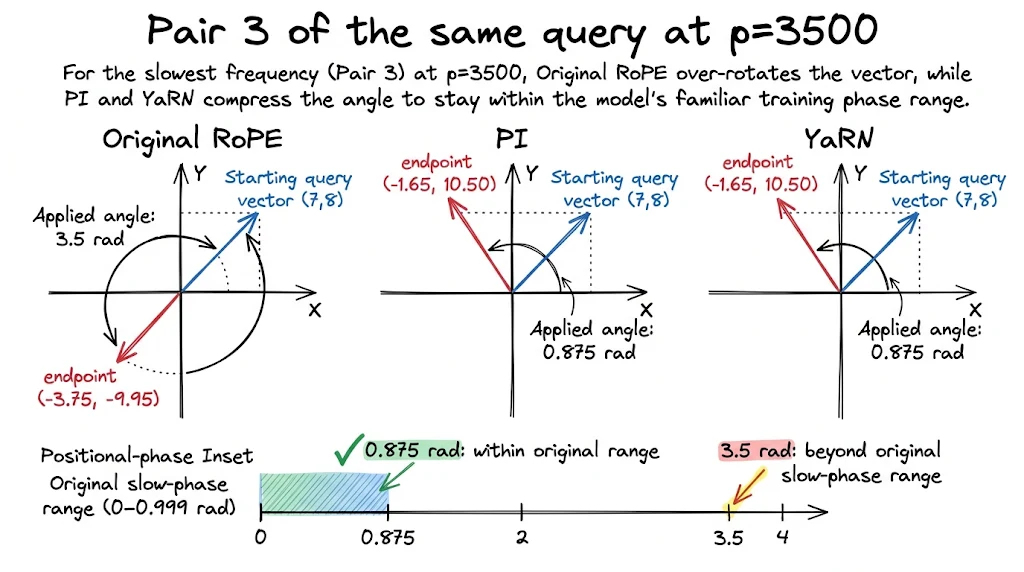 Pair 3 of the same query at p=3500
For the slowest frequency (Pair 3) at p=3500, Original RoPE over-rotates the vector, while
PI and YaRN compress the angle to stay within the model's familiar training phase range.
Original RoPE
Y
Starting query
vector (7,8)
Applied angle:
3.5 rad
X
endpoint
(-3.75, -9.95)
PI
endpoint
(-1.65, 10.50)
Y
Starting query
vector (7,8)
X
Applied angle:
0.875 rad
YaRN
endpoint
(-1.65, 10.50)
Y
Starting query
vector (7,8)
X
Applied angle:
0.875 rad
Positional-phase Inset
Original slow-phase
range (0-0.999 rad)
0.875 rad: within original range
3.5 rad: beyond original
slow-phase range
0 0.875 2 3.5 4